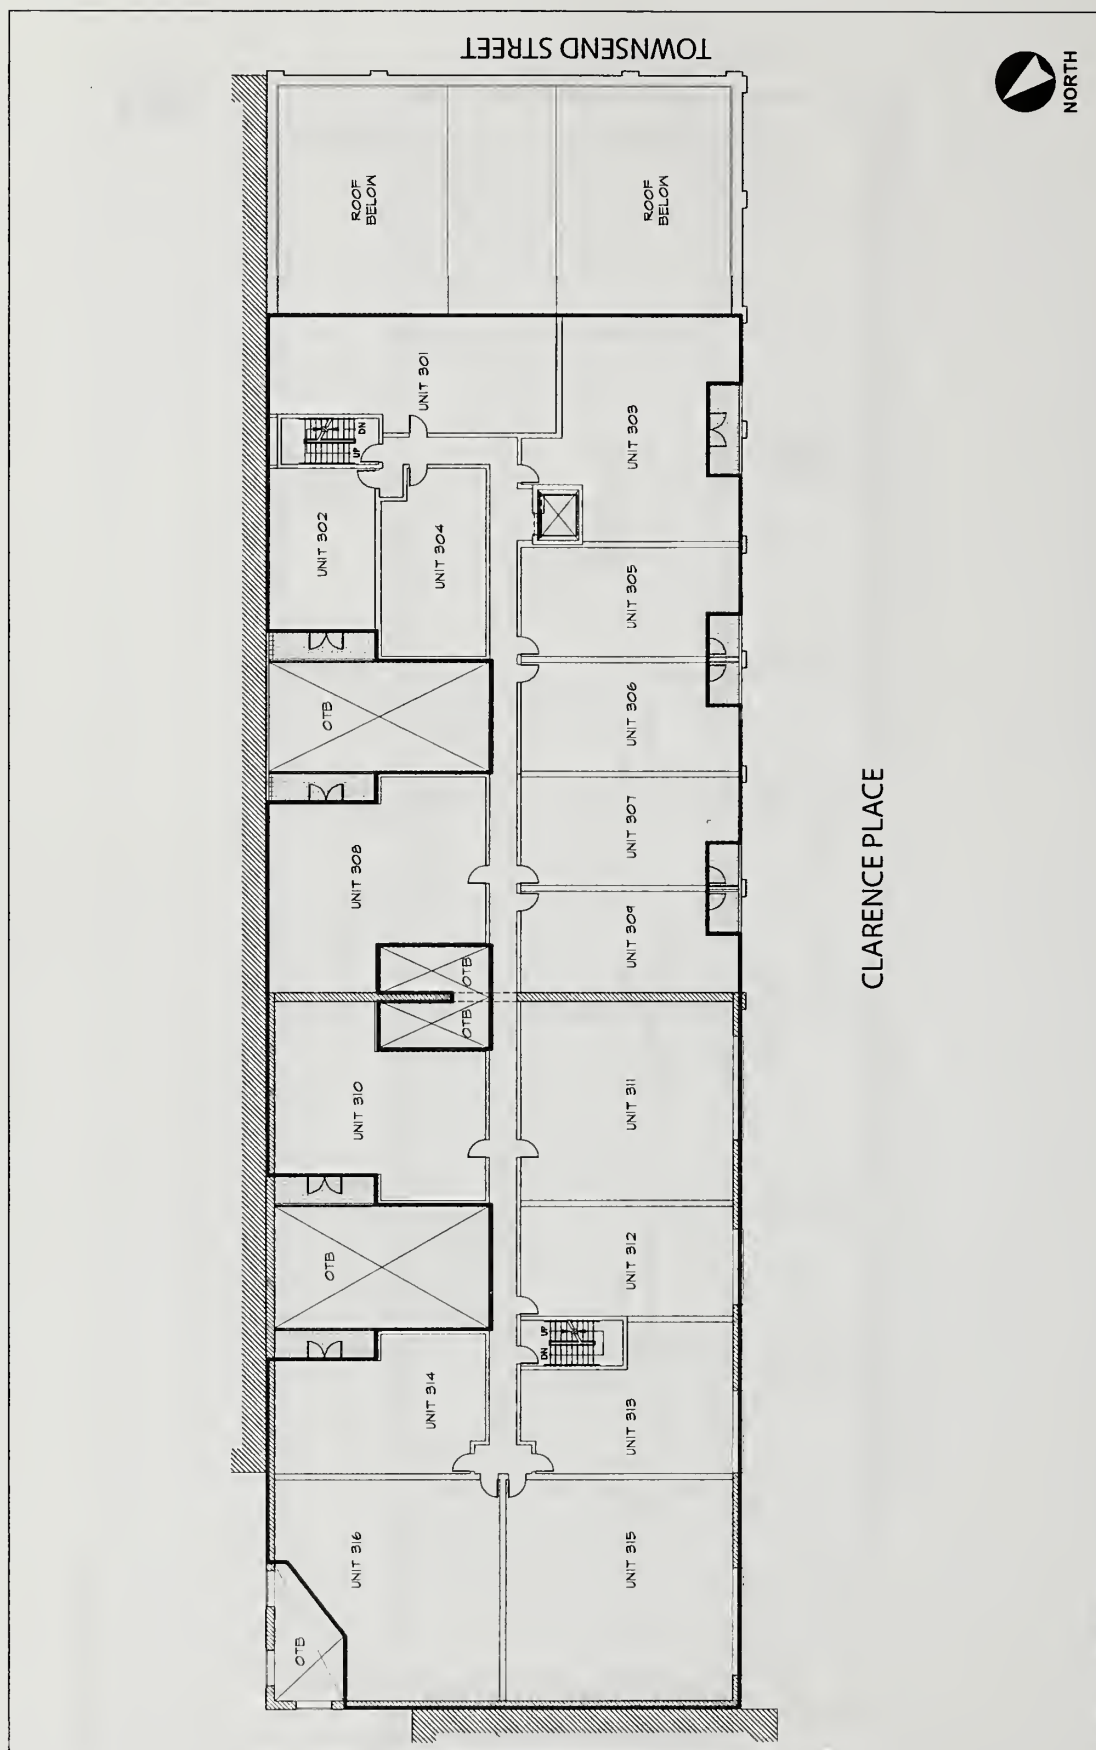 TOWNSEND STREET
NORTH
ROOF
BELOW
ROOF
BELOW
UNIT 301
UP
DN
UNIT 303
UNIT 302
UNIT 304
UNIT 305
OTB
UNIT 306
UNIT 307
UNIT 308
UNIT 309
OTB
OTB
CLARENCE PLACE
UNIT 310
UNIT 311
OTB
UNIT 312
DN
UP
UNIT 314
UNIT 313
UNIT 316
UNIT 315
OTB